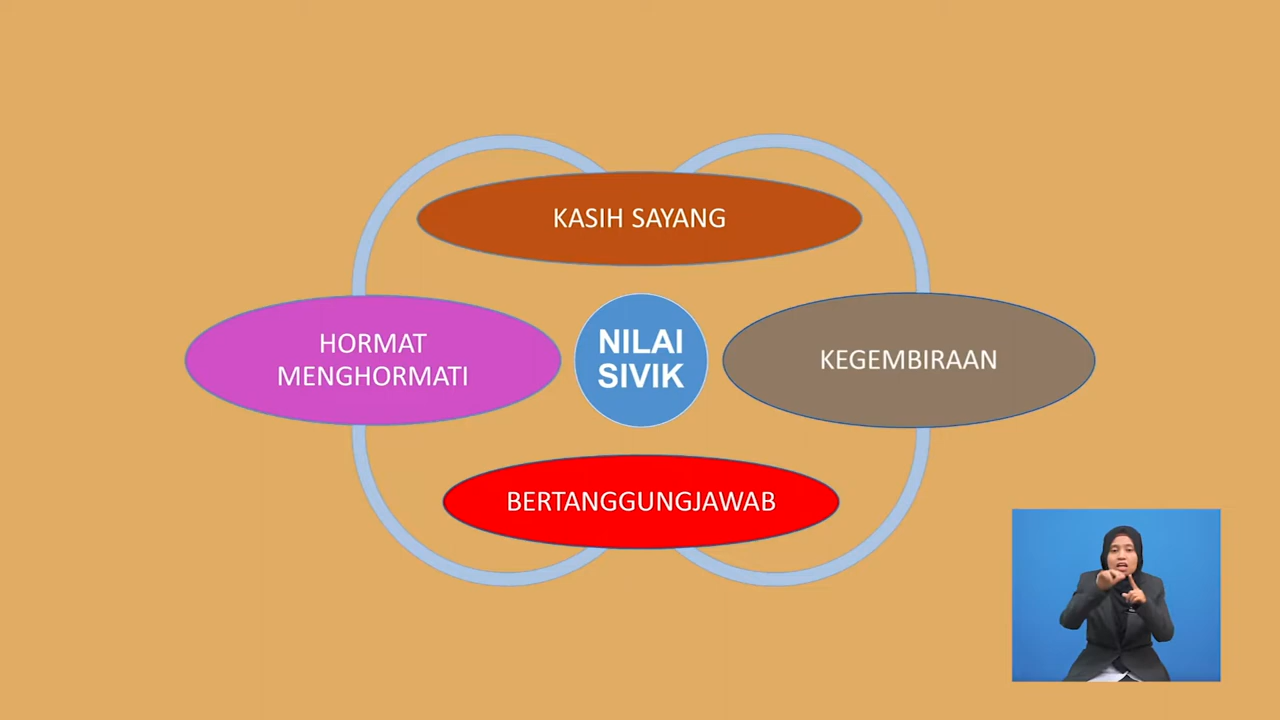 KASIH SAYANG
HORMAT
MENGHORMATI
NILAI
SIVIK
KEGEMBIRAAN
BERTANGGUNGJAWAB